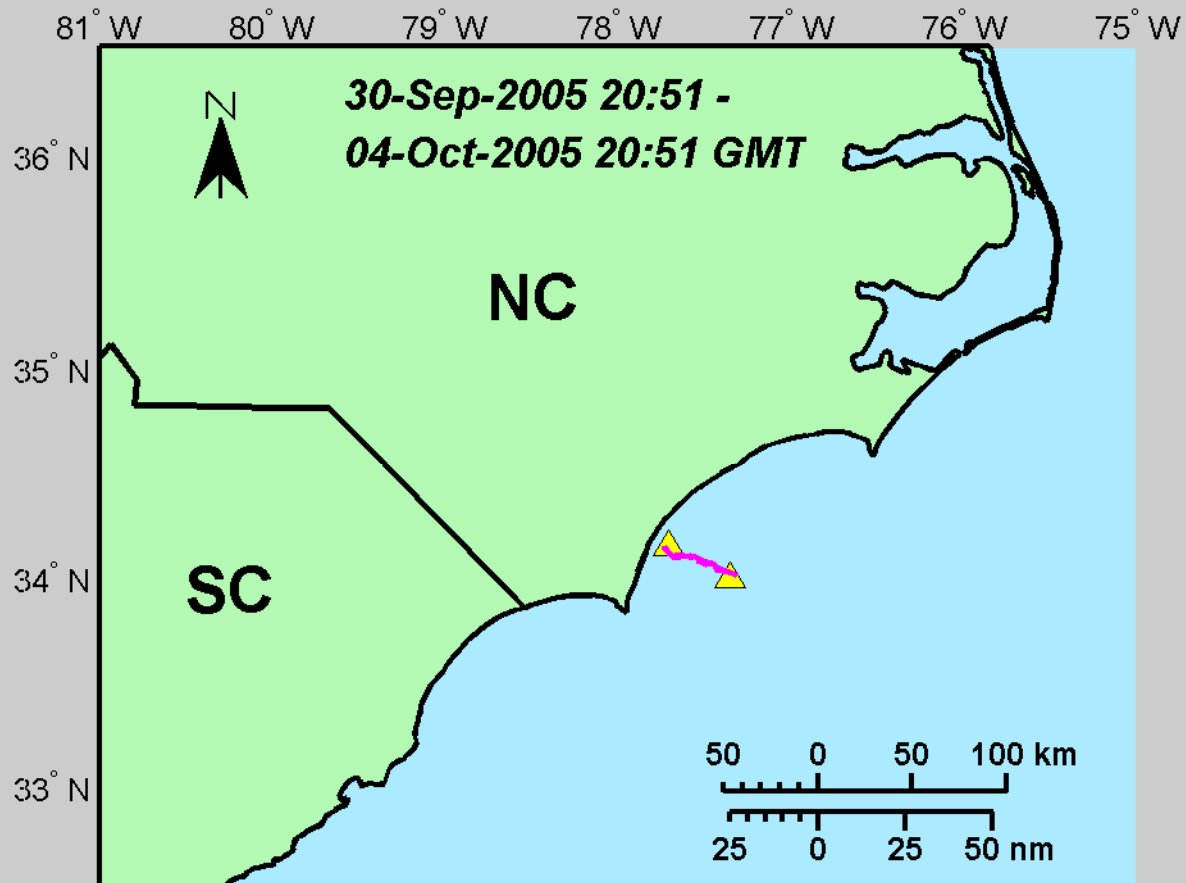 81° W 80° W 79° W 78° W 77° W 76° W 75° W
N
30-Sep-2005 20:51 -
04-Oct-2005 20:51 GMT
36° N
NC
35° N
34° N
SC
33° N
50 0 50 100 km
25 0 25 50 nm